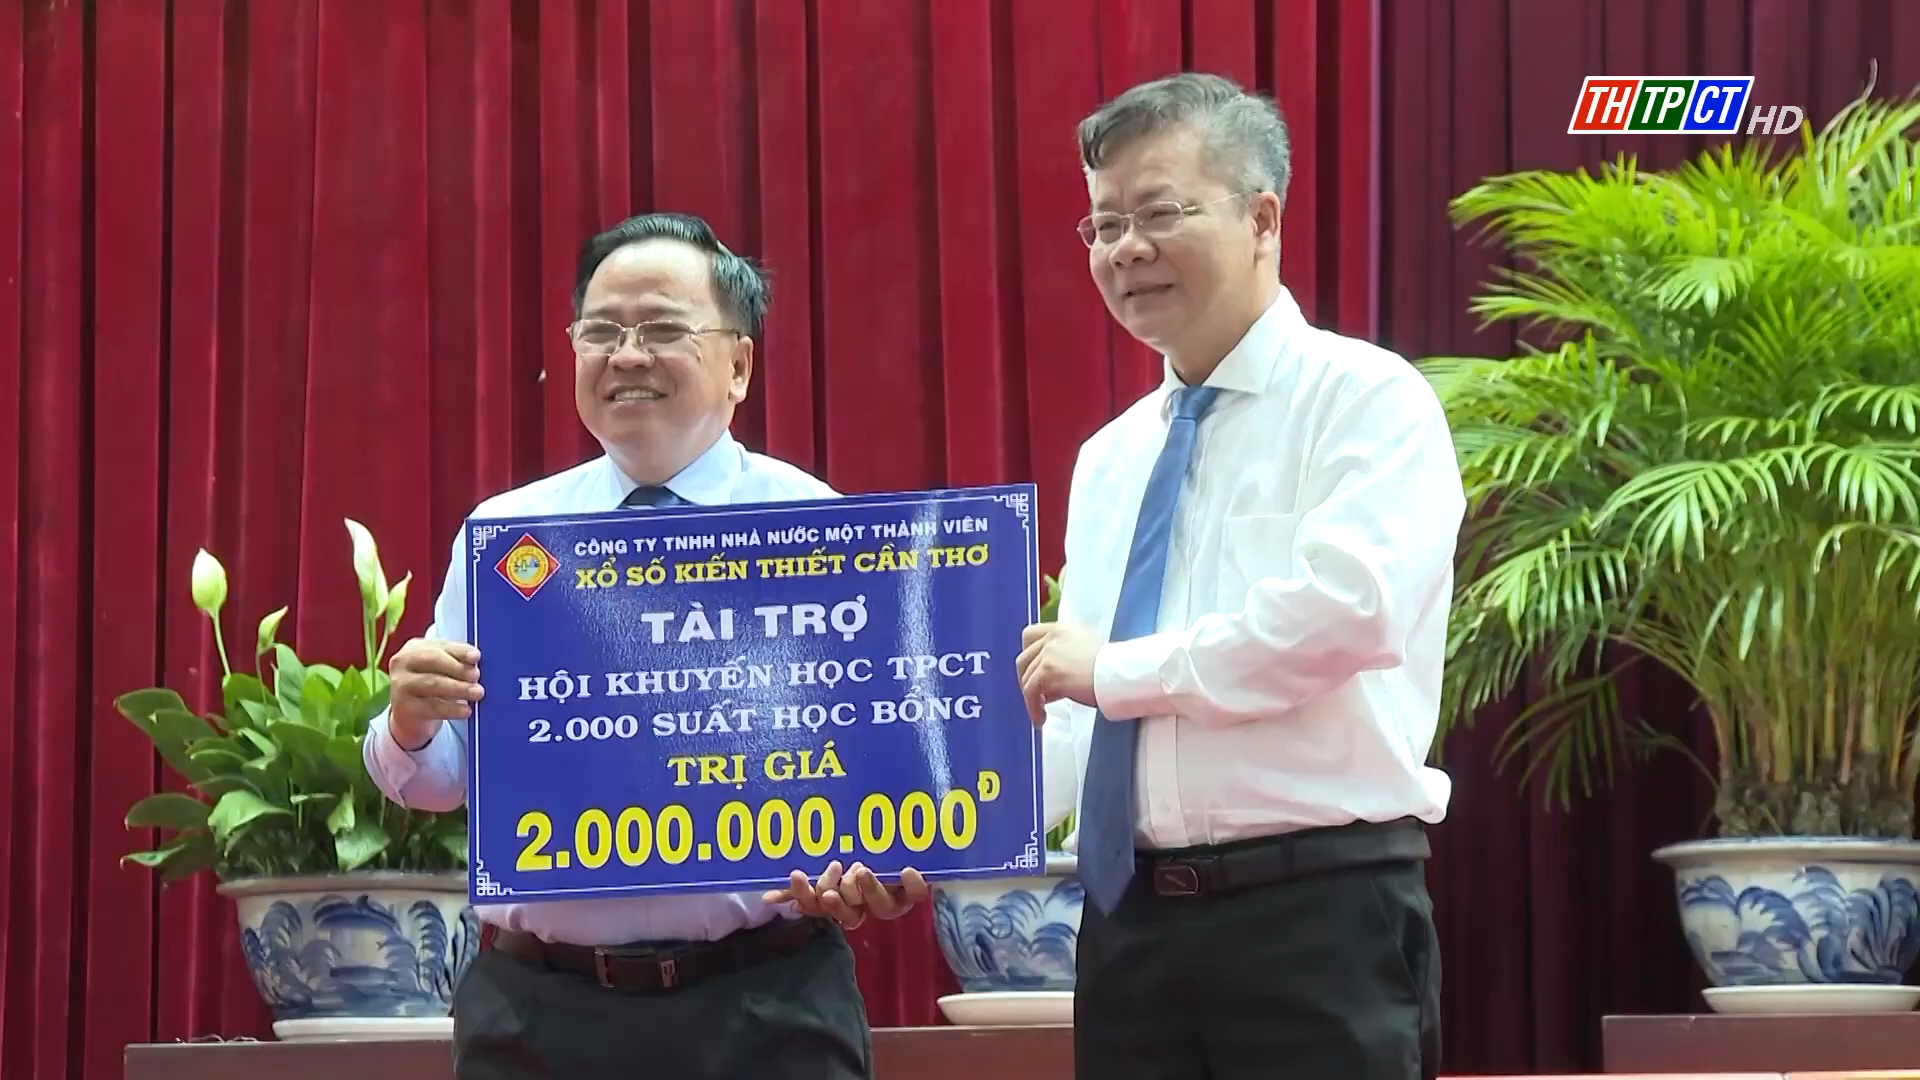 THTPCT HD
CÔNG TY TNHH NHÀ NƯỚC MỘT THÀNH VIÊN
XỔ SỐ KIẾN THIẾT CẦN THƠ
TÀI TRỢ
HỘI KHUYẾN HỌC TPCT
2.000 SUẤT HỌC BỔNG
TRỊ GIÁ
2.000.000.000Đ